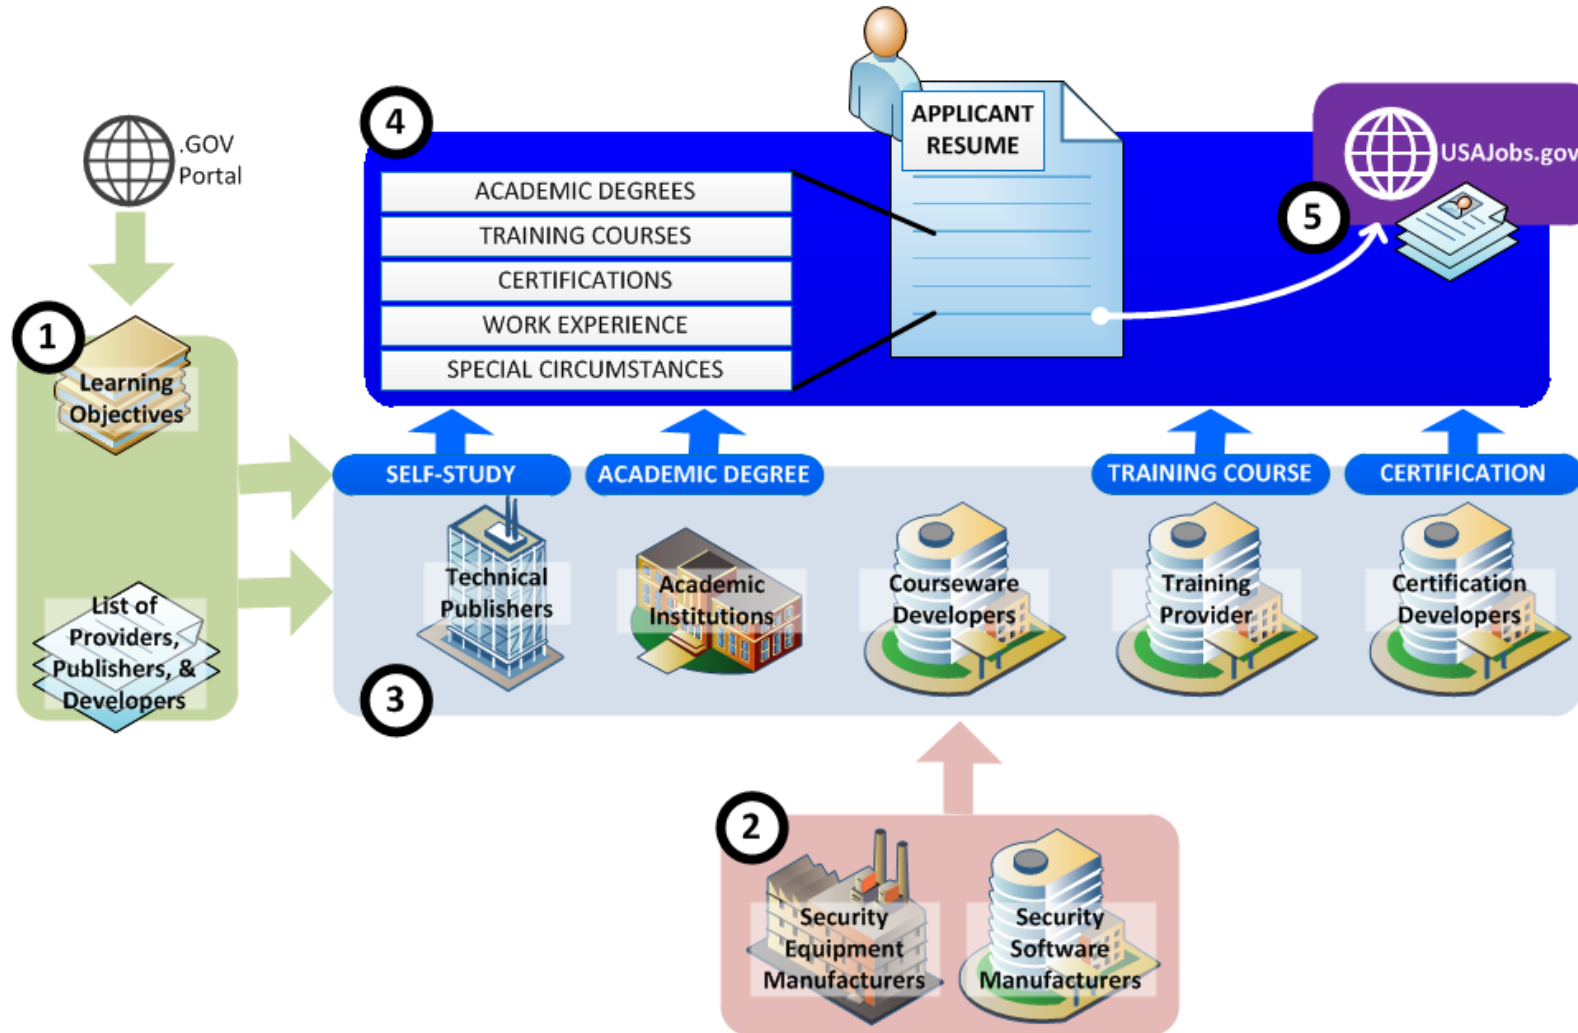 .GOV
Portal
1
Learning
Objectives
List of
Providers,
Publishers, &
Developers
4
ACADEMIC DEGREES
TRAINING COURSES
CERTIFICATIONS
WORK EXPERIENCE
SPECIAL CIRCUMSTANCES
APPLICANT
RESUME
USAJobs.gov
5
SELF-STUDY
ACADEMIC DEGREE
TRAINING COURSE
CERTIFICATION
Technical
Publishers
Academic
Institutions
Courseware
Developers
Training
Provider
Certification
Developers
3
2
Security
Equipment
Manufacturers
Security
Software
Manufacturers